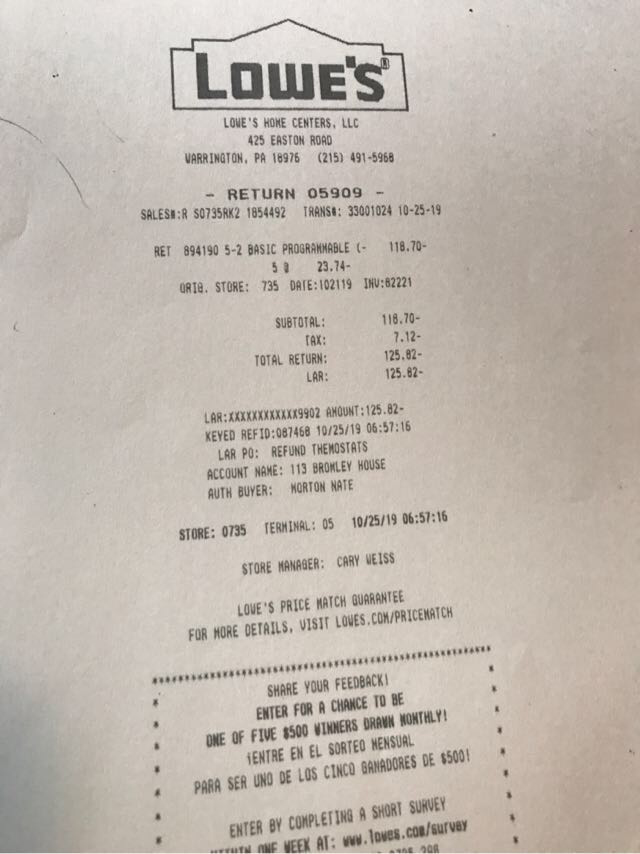 LOWE'S®
LOWE'S HOME CENTERS, LLC
425 EASTON ROAD
WARRINGTON, PA 18976 (215) 491-5968
- RETURN 05909 -
SALES#:R S0735RK2 1854492 TRANS#: 33001024 10-25-19
RET 894190 5-2 BASIC PROGRAMMABLE (- 118.70-
5 @ 23.74-
ORIG. STORE: 735 DATE:102119 INV:82221
SUBTOTAL: 118.70-
TAX: 7.12-
TOTAL RETURN: 125.82-
LAR: 125.82-
LAR:XXXXXXXXXXXX9902 AMOUNT:125.82-
KEYED REFID:087468 10/25/19 06:57:16
LAR PO: REFUND THEMOSTATS
ACCOUNT NAME: 113 BROMLEY HOUSE
AUTH BUYER: MORTON NATE
STORE: 0735 TERMINAL: 05 10/25/19 06:57:16
STORE MANAGER: CARY WEISS
LOWE'S PRICE MATCH GUARANTEE
FOR MORE DETAILS, VISIT LOWES.COM/PRICEMATCH
SHARE YOUR FEEDBACK!
ENTER FOR A CHANCE TO BE
ONE OF FIVE $500 WINNERS DRAWN MONTHLY!
¡ENTRE EN EL SORTEO MENSUAL
PARA SER UNO DE LOS CINCO GANADORES DE $500!
ENTER BY COMPLETING A SHORT SURVEY
WITHIN ONE WEEK AT: www.lowes.com/survey